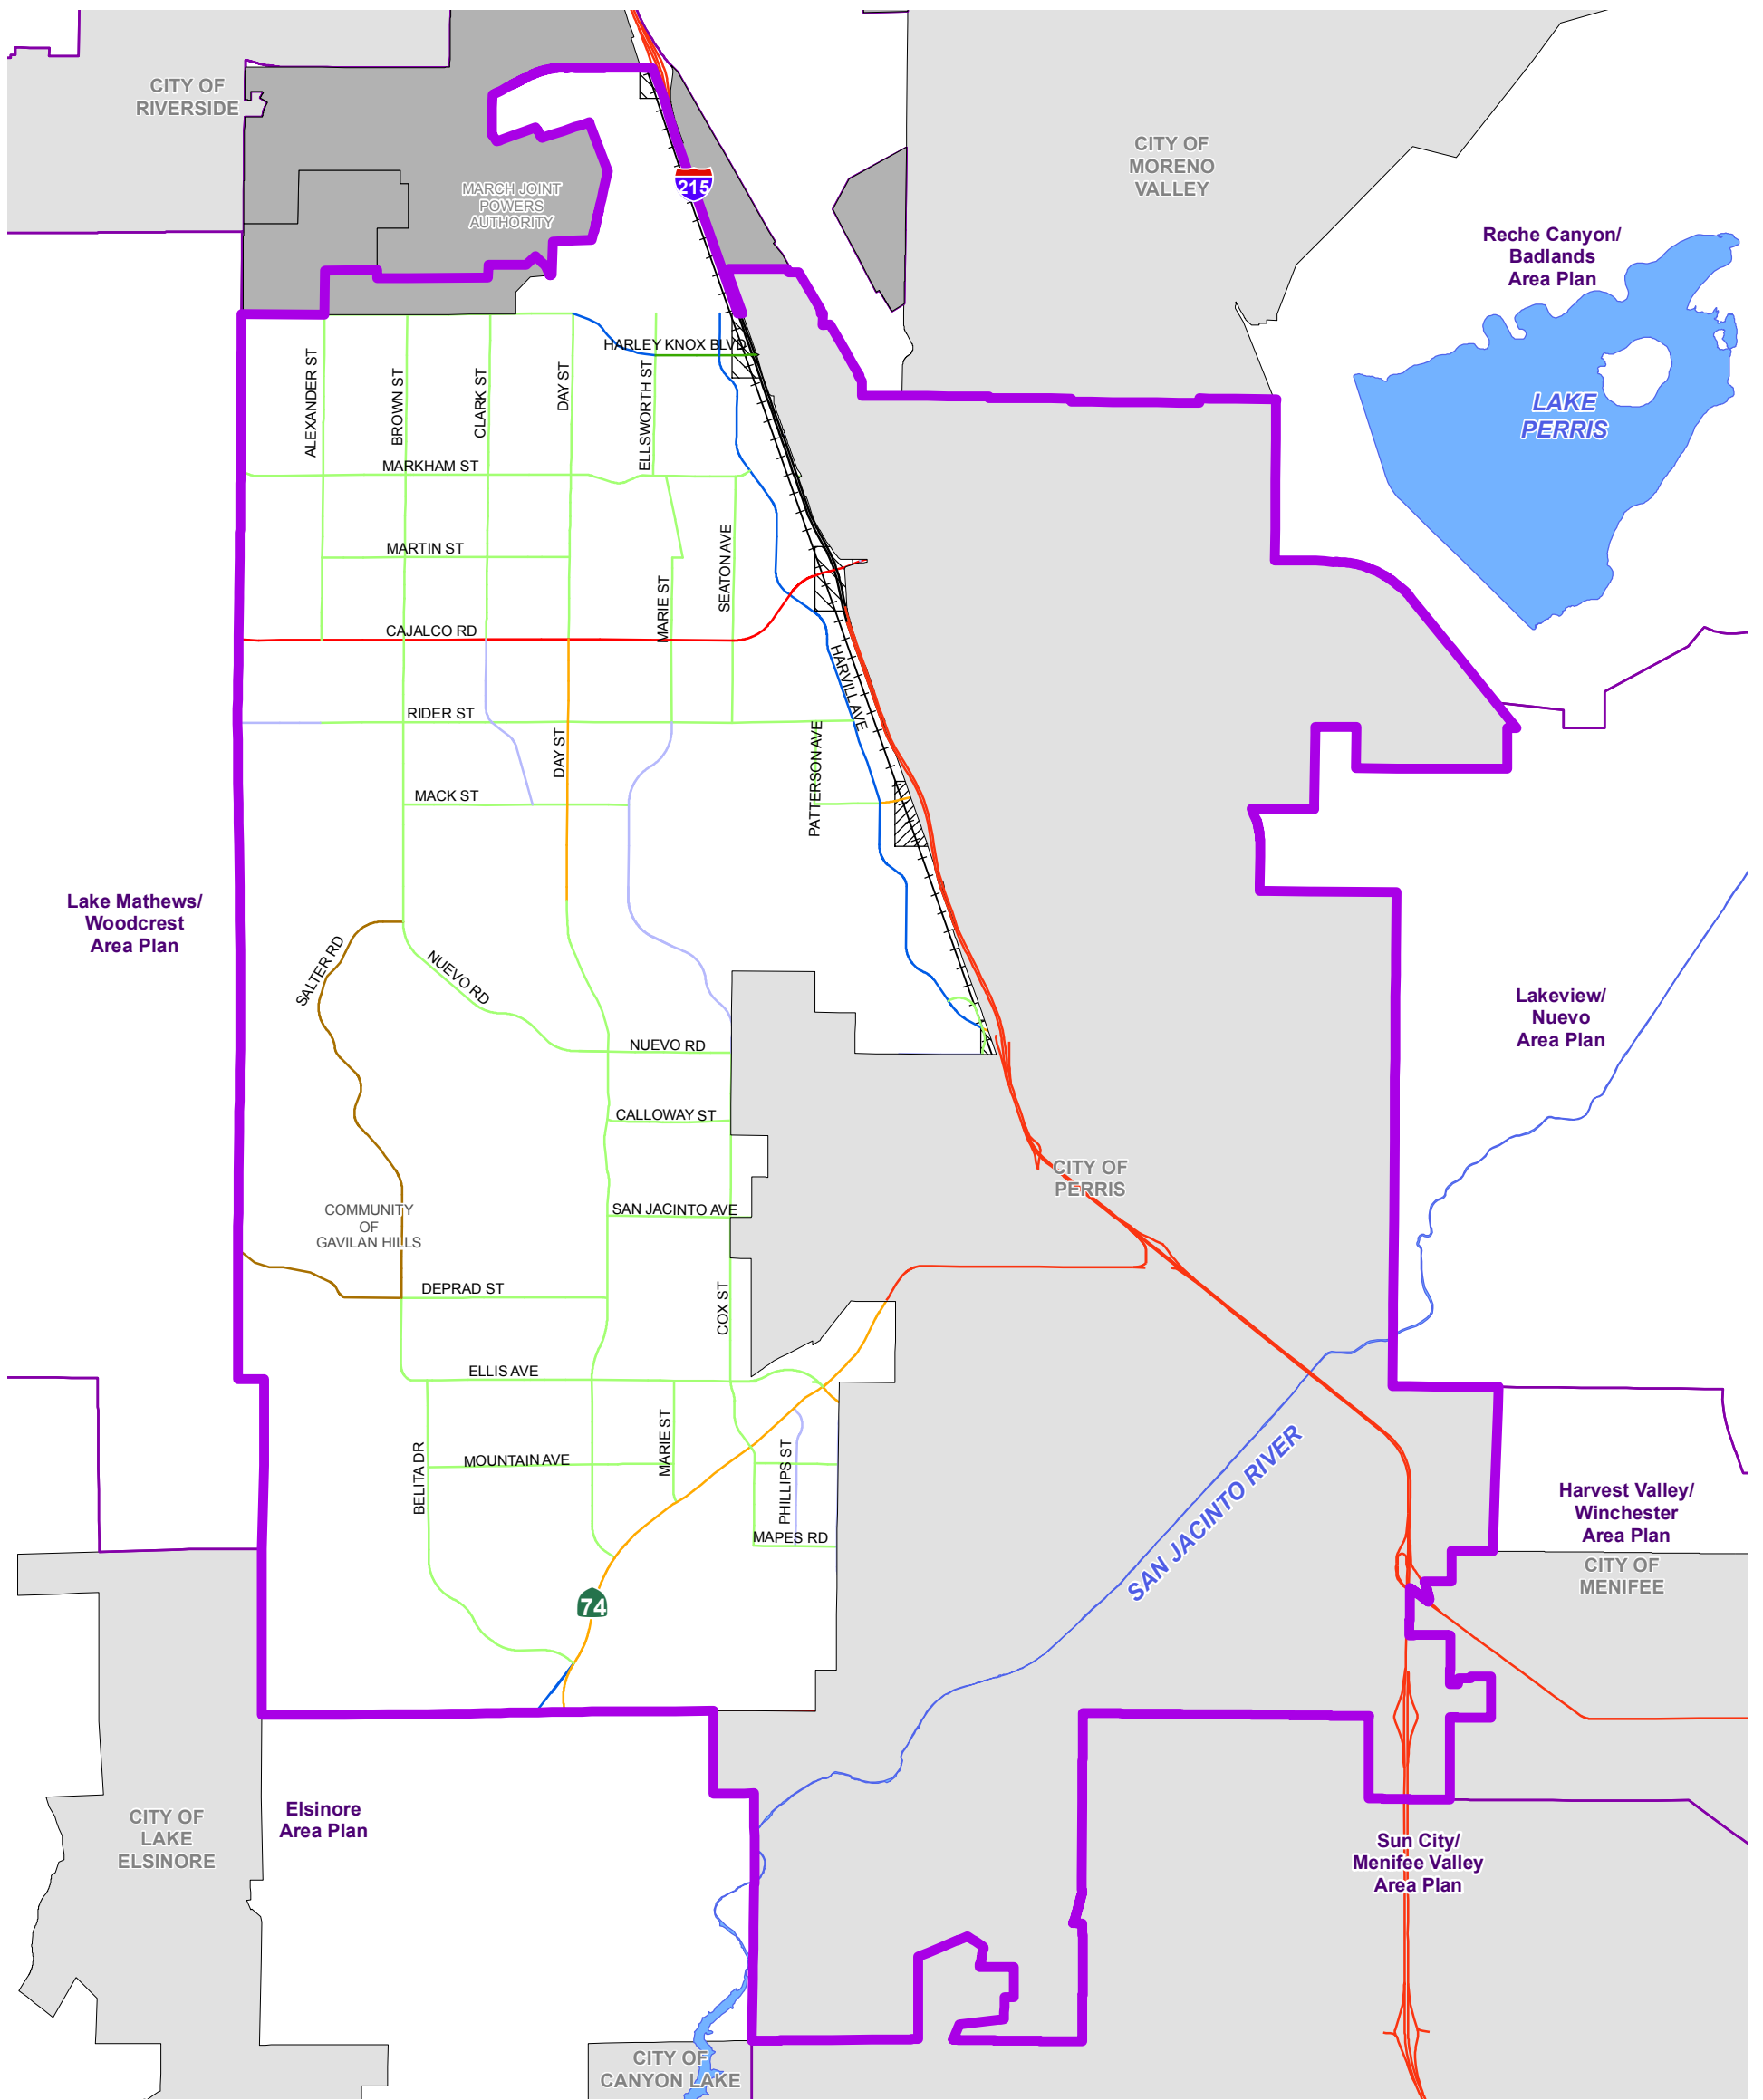 CITY OF
RIVERSIDE
MARCH JOINT
POWERS
AUTHORITY
215
CITY OF
MORENO
VALLEY
Reche Canyon/
Badlands
Area Plan
LAKE
PERRIS
HARLEY KNOX BLVD
ALEXANDER ST
BROWN ST
CLARK ST
DAY ST
ELLSWORTH ST
MARKHAM ST
MARTIN ST
MARIE ST
SEATON AVE
CAJALCO RD
HARVILL AVE
RIDER ST
DAY ST
PATTERSON AVE
MACK ST
Lake Mathews/
Woodcrest
Area Plan
SALTER RD
NUEVO RD
NUEVO RD
Lakeview/
Nuevo
Area Plan
CALLOWAY ST
CITY OF
PERRIS
COMMUNITY
OF
GAVILAN HILLS
SAN JACINTO AVE
DEPRAD ST
COX ST
ELLIS AVE
BELITA DR
MOUNTAIN AVE
MARIE ST
PHILLIPS ST
MAPES RD
SAN JACINTO RIVER
Harvest Valley/
Winchester
Area Plan
CITY OF
MENIFEE
74
CITY OF
LAKE
ELSINORE
Elsinore
Area Plan
Sun City/
Menifee Valley
Area Plan
CITY OF
CANYON LAKE